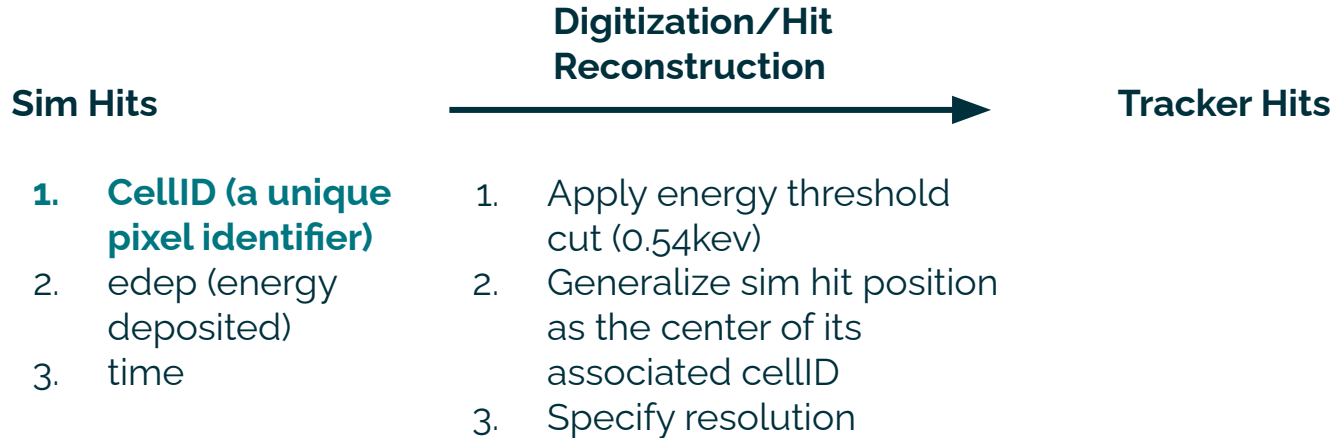 Digitization/Hit
Reconstruction
Sim Hits
Tracker Hits
1. CellID (a unique
pixel identifier)
2. edep (energy
deposited)
3. time
1. Apply energy threshold
cut (0.54kev)
2. Generalize sim hit position
as the center of its
associated cellID
3. Specify resolution